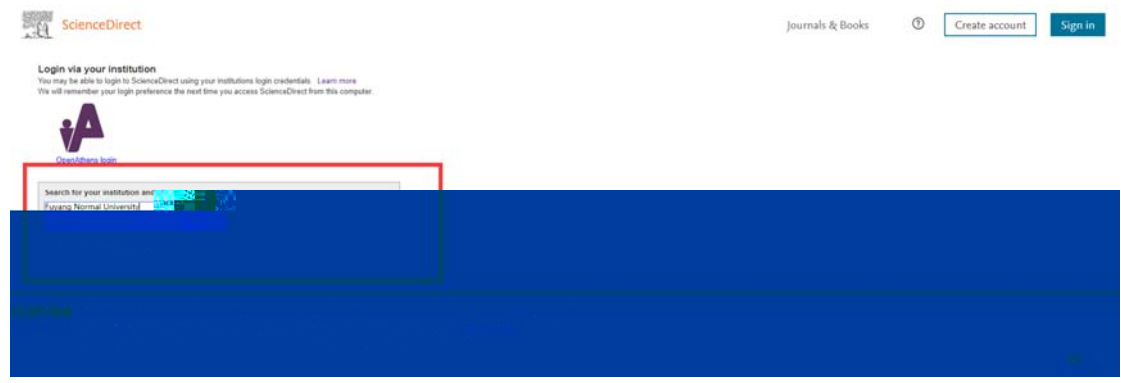 ScienceDirect
Journals & Books
Create account
Sign in
Login via your institution
You may be able to login to ScienceDirect using your institutions login credentials. Learn more
We will remember your login preference the next time you access ScienceDirect from this computer.
OpenAthens login
Search for your institution and
Fuyang Normal University